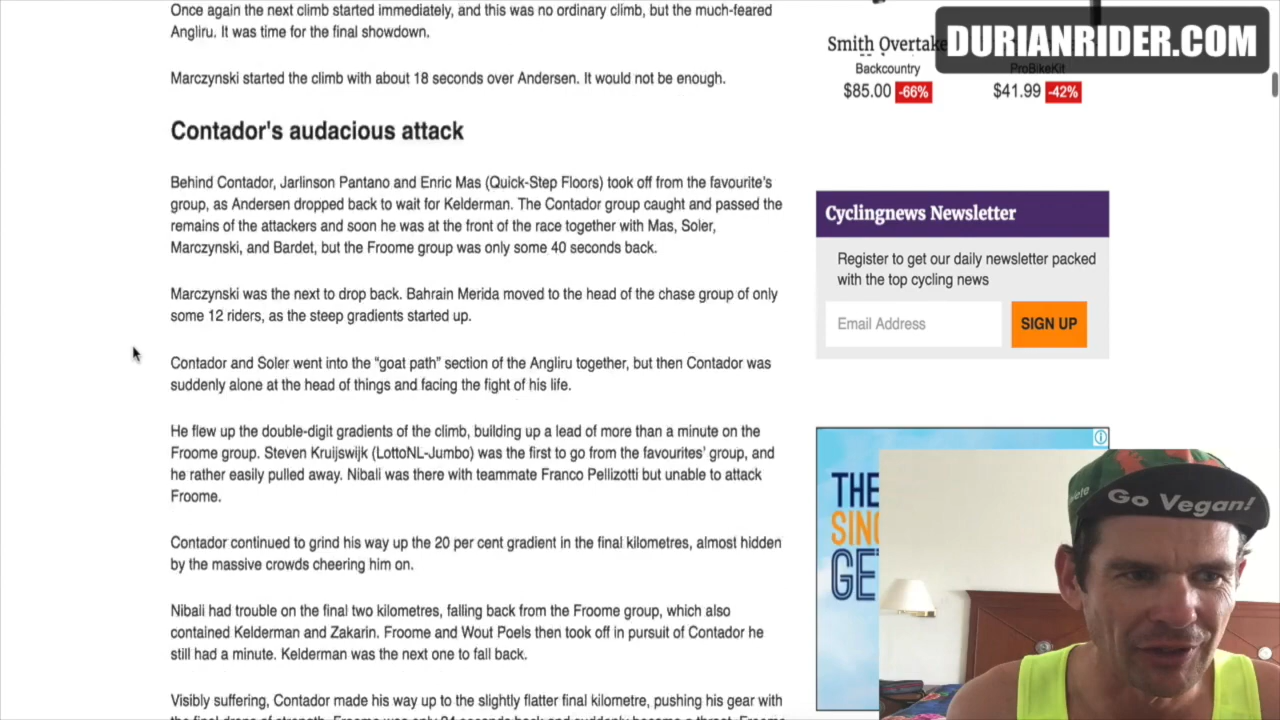 Once again the next climb started immediately, and this was no ordinary climb, but the much-feared
Angliru. It was time for the final showdown.
Marczynski started the climb with about 18 seconds over Andersen. It would not be enough.
Contador's audacious attack
Behind Contador, Jarlinson Pantano and Enric Mas (Quick-Step Floors) took off from the favourite's
group, as Andersen dropped back to wait for Kelderman. The Contador group caught and passed the
remains of the attackers and soon he was at the front of the race together with Mas, Soler,
Marczynski, and Bardet, but the Froome group was only some 40 seconds back.
Marczynski was the next to drop back. Bahrain Merida moved to the head of the chase group of only
some 12 riders, as the steep gradients started up.
Contador and Soler went into the “goat path” section of the Angliru together, but then Contador was
suddenly alone at the head of things and facing the fight of his life.
He flew up the double-digit gradients of the climb, building up a lead of more than a minute on the
Froome group. Steven Kruijswijk (LottoNL-Jumbo) was the first to go from the favourites’ group, and
he rather easily pulled away. Nibali was there with teammate Franco Pellizotti but unable to attack
Froome.
Contador continued to grind his way up the 20 per cent gradient in the final kilometres, almost hidden
by the massive crowds cheering him on.
Nibali had trouble on the final two kilometres, falling back from the Froome group, which also
contained Kelderman and Zakarin. Froome and Wout Poels then took off in pursuit of Contador he
still had a minute. Kelderman was the next one to fall back.
Visibly suffering, Contador made his way up to the slightly flatter final kilometre, pushing his gear with
DURIANRIDER.COM
Smith Overtake
Backcountry
$85.00 -66%
ProBikeKit
$41.99 -42%
Cyclingnews Newsletter
Register to get our daily newsletter packed
with the top cycling news
Email Address
SIGN UP
THE
SING
GE
Go Vegan!